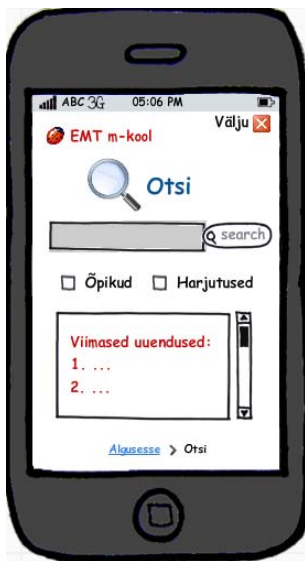 ABC 3G 05:06 PM
Välju
EMT m-kool
Otsi
search
Õpikud Harjutused
Viimased uuendused:
1. ...
2. ...
Algusesse > Otsi